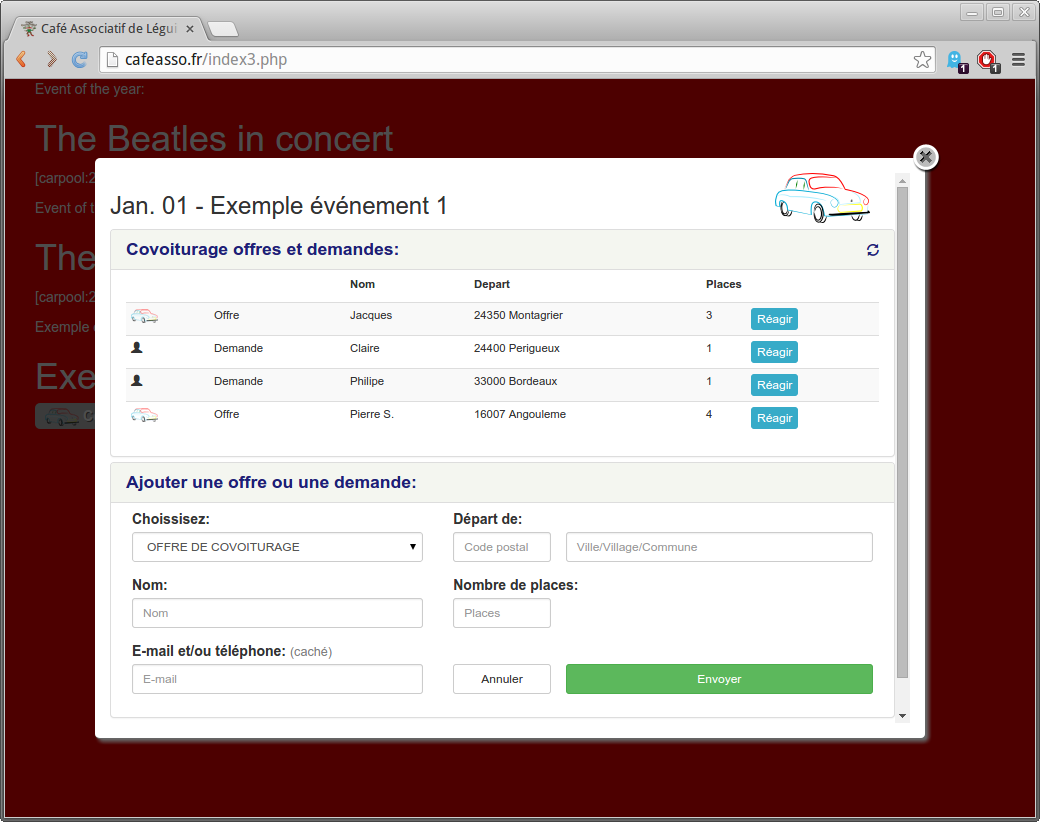 Café Associatif de Légui
cafeasso.fr/index3.php
1
1
Event of the year:
The Beatles in concert
[carpool:2
Event of t
The
[carpool:2
Exemple
Exe
C
Jan. 01 - Exemple événement 1
Covoiturage offres et demandes:
Nom Depart Places
Offre Jacques 24350 Montagrier 3 Réagir
Demande Claire 24400 Perigueux 1 Réagir
Demande Philipe 33000 Bordeaux 1 Réagir
Offre Pierre S. 16007 Angouleme 4 Réagir
Ajouter une offre ou une demande:
Choissisez: Départ de:
OFFRE DE COVOITURAGE Code postal Ville/Village/Commune
Nom: Nombre de places:
Nom Places
E-mail et/ou téléphone: (caché)
E-mail Annuler Envoyer